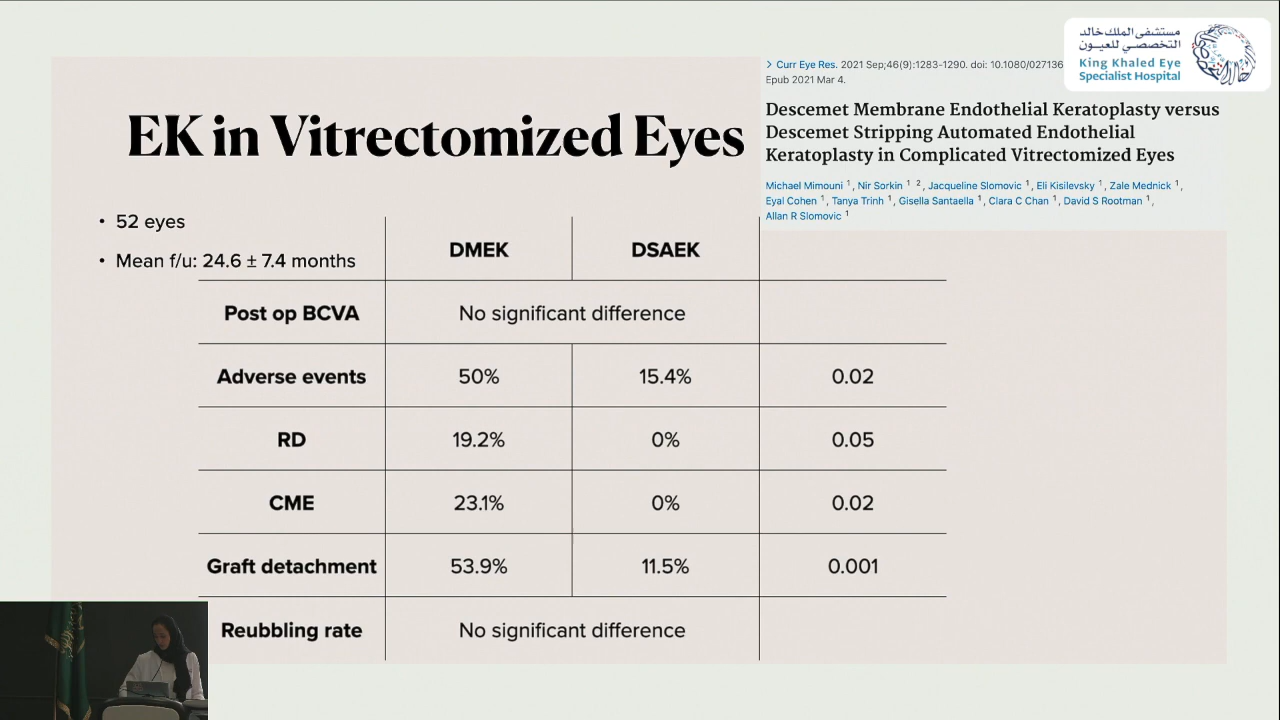 مستشفى الملك خالد
التخصصي للعيون
King Khaled Eye
Specialist Hospital
> Curr Eye Res. 2021 Sep;46(9):1283-1290. doi: 10.1080/027136
Epub 2021 Mar 4.
Descemet Membrane Endothelial Keratoplasty versus
Descemet Stripping Automated Endothelial
Keratoplasty in Complicated Vitrectomized Eyes
Michael Mimouni 1, Nir Sorkin 1 2, Jacqueline Slomovic 1, Eli Kisilevsky 1, Zale Mednick 1,
Eyal Cohen 1, Tanya Trinh 1, Gisella Santaella 1, Clara C Chan 1, David S Rootman 1,
Allan R Slomovic 1
EK in Vitrectomized Eyes
• 52 eyes
• Mean f/u: 24.6 ± 7.4 months
DMEK DSAEK
Post op BCVA No significant difference
Adverse events 50% 15.4% 0.02
RD 19.2% 0% 0.05
CME 23.1% 0% 0.02
Graft detachment 53.9% 11.5% 0.001
Reubbling rate No significant difference